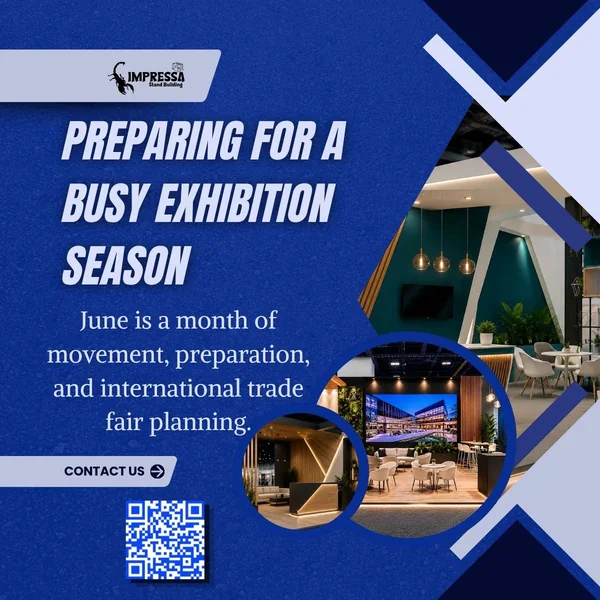 IMPRESSA
Stand Building
PREPARING FOR A
BUSY EXHIBITION
SEASON
June is a month of
movement, preparation,
and international trade
fair planning.
CONTACT US